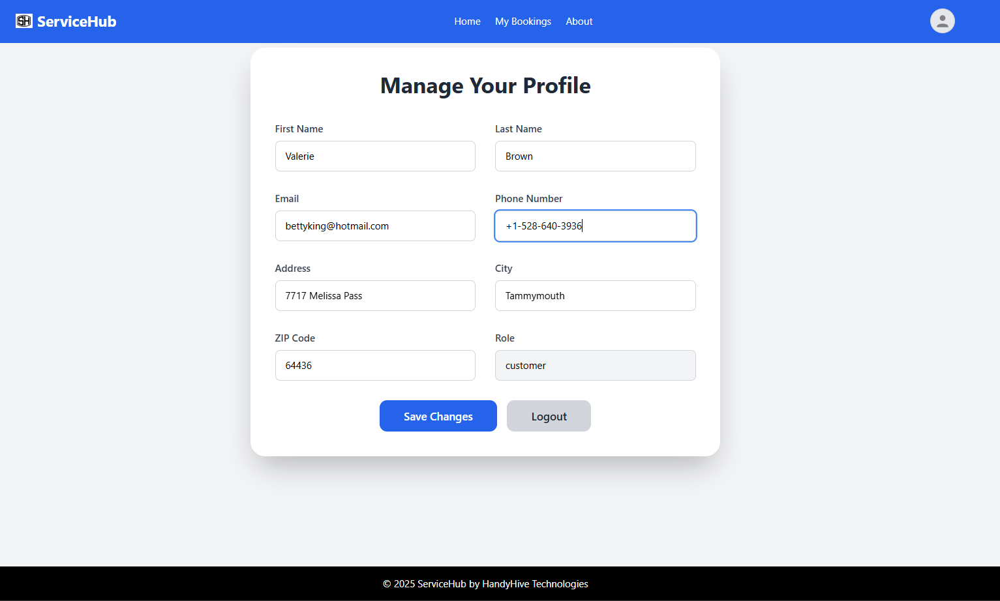 SH ServiceHub
Home My Bookings About
Manage Your Profile
First Name Last Name
Valerie Brown
Email Phone Number
bettyking@hotmail.com +1-528-640-3936
Address City
7717 Melissa Pass Tammymouth
ZIP Code Role
64436 customer
Save Changes Logout
© 2025 ServiceHub by HandyHive Technologies